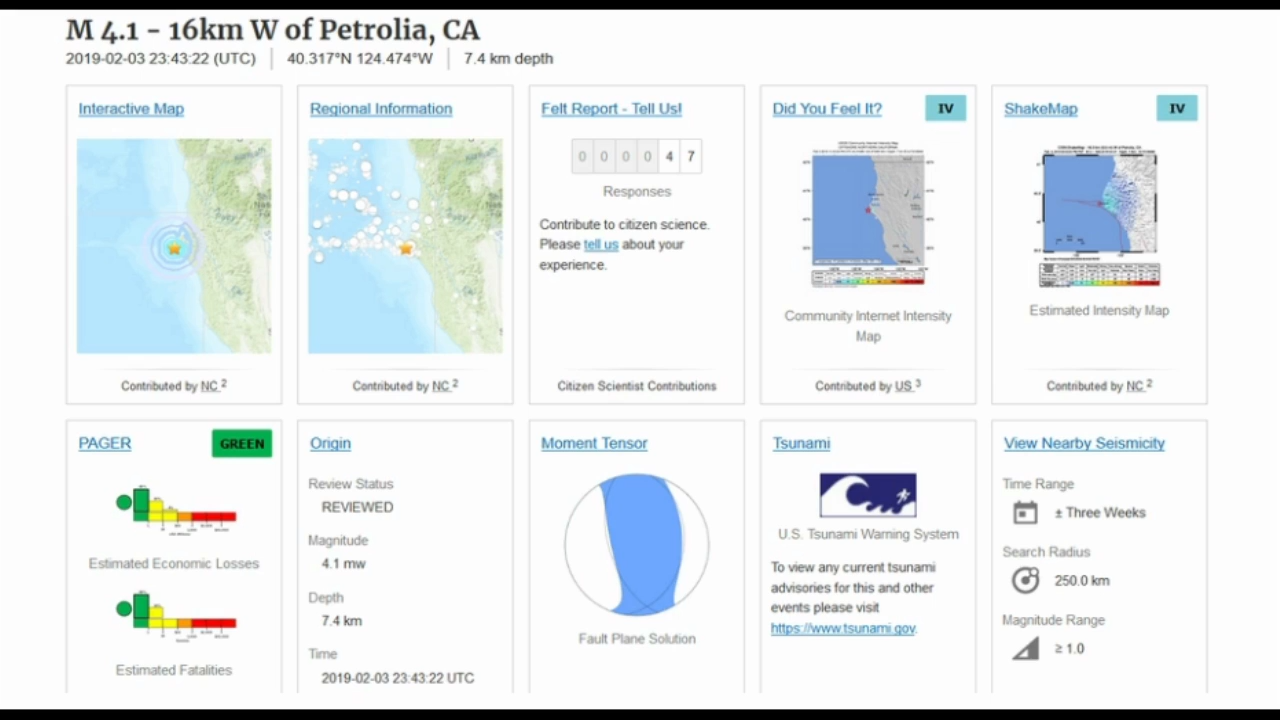 M 4.1 - 16km W of Petrolia, CA
2019-02-03 23:43:22 (UTC)
40.317°N 124.474°W
7.4 km depth
Interactive Map
Contributed by NC 2
Regional Information
Contributed by NC 2
Felt Report - Tell Us!
0 0 0 0 4 7
Responses
Contribute to citizen science.
Please tell us about your
experience.
Citizen Scientist Contributions
Did You Feel It?
IV
Community Internet Intensity
Map
Contributed by US 3
ShakeMap
IV
Estimated Intensity Map
Contributed by NC 2
PAGER
GREEN
Estimated Economic Losses
Estimated Fatalities
Origin
Review Status
REVIEWED
Magnitude
4.1 mw
Depth
7.4 km
Time
2019-02-03 23:43:22 UTC
Moment Tensor
Fault Plane Solution
Tsunami
U.S. Tsunami Warning System
To view any current tsunami
advisories for this and other
events please visit
https://www.tsunami.gov.
View Nearby Seismicity
Time Range
± Three Weeks
Search Radius
250.0 km
Magnitude Range
≥ 1.0